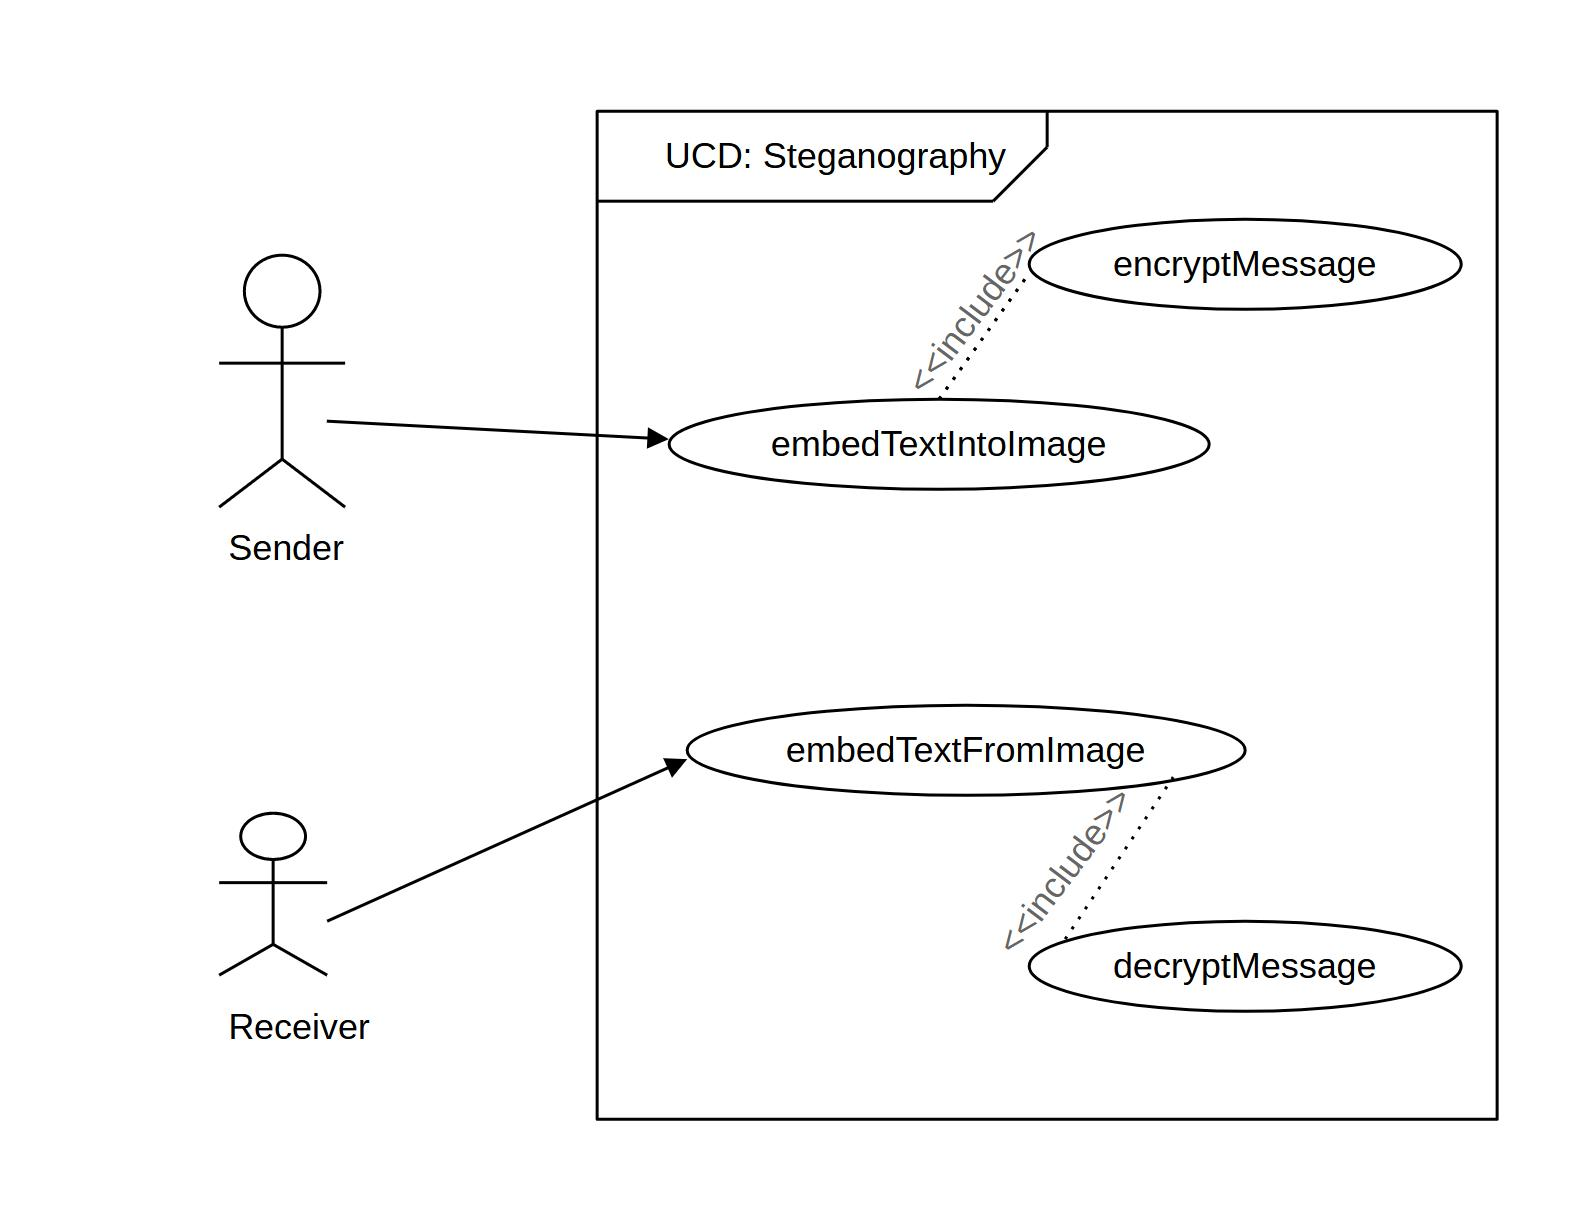 UCD: Steganography
encryptMessage
<<include>>
embedTextIntoImage
Sender
embedTextFromImage
<<include>>
decryptMessage
Receiver